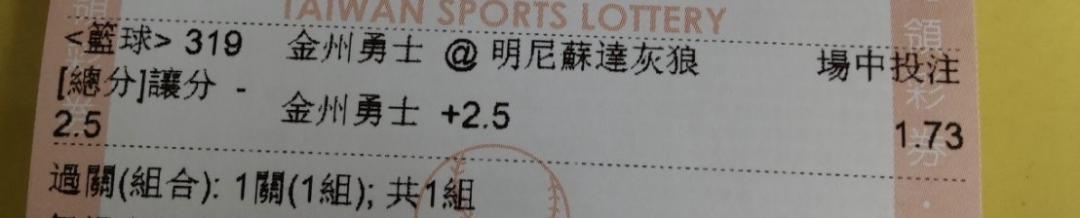 TAIWAN SPORTS LOTTERY
<籃球> 319 金州勇士 @ 明尼蘇達灰狼 場中投注
[總分]讓分 - 金州勇士 +2.5
2.5 1.73
過關(組合): 1關(1組); 共1組